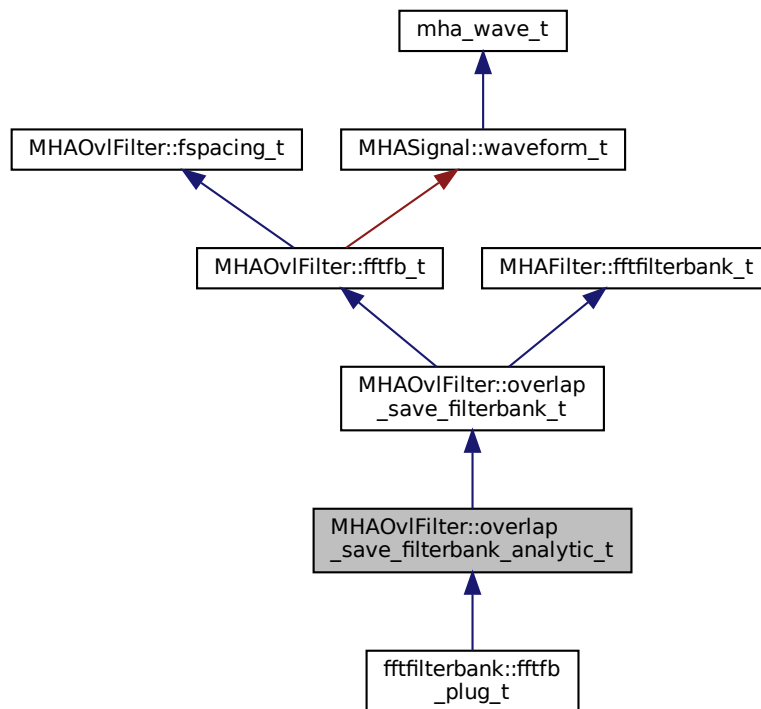 mha_wave_t
MHAOvlFilter::fspacing_t
MHASignal::waveform_t
MHAOvlFilter::fftfb_t
MHAFilter::fftfilterbank_t
MHAOvlFilter::overlap
_save_filterbank_t
MHAOvlFilter::overlap
_save_filterbank_analytic_t
fftfilterbank::fftfb
_plug_t